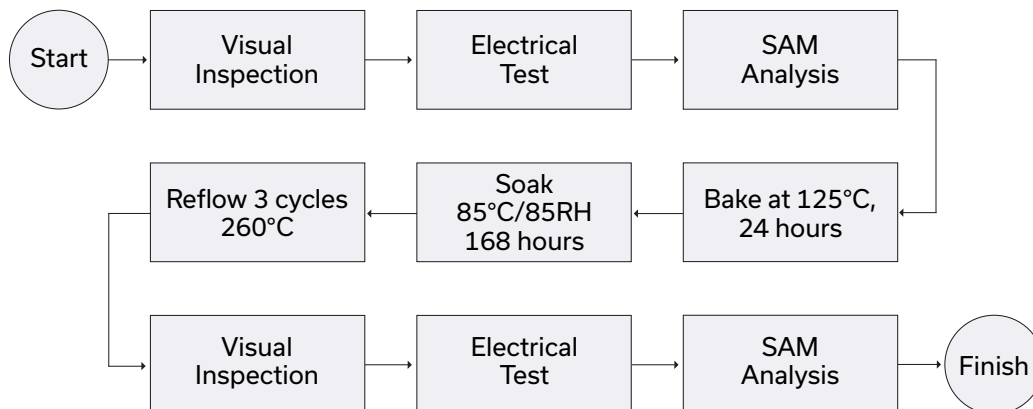 Start
Visual
Inspection
Electrical
Test
SAM
Analysis
Bake at 125°C,
24 hours
Soak
85°C/85RH
168 hours
Reflow 3 cycles
260°C
Visual
Inspection
Electrical
Test
SAM
Analysis
Finish